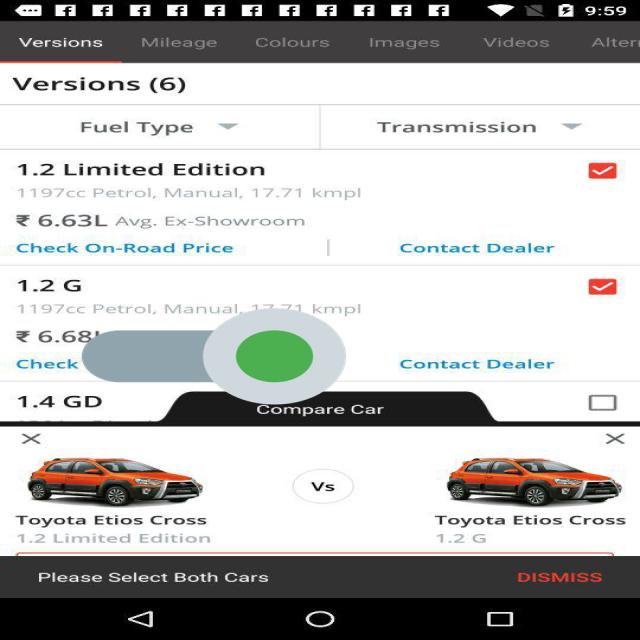 9:59
Versions Mileage Colours Images Videos Alter
Versions (6)
Fuel Type Transmission
1.2 Limited Edition
1197cc Petrol, Manual, 17.71 kmpl
₹ 6.63L Avg. Ex-Showroom
Check On-Road Price | Contact Dealer
1.2 G
1197cc Petrol, Manual, 17.71 kmpl
₹ 6.68L
Check Contact Dealer
1.4 GD
Compare Car
Vs
Toyota Etios Cross Toyota Etios Cross
1.2 Limited Edition 1.2 G
Please Select Both Cars DISMISS